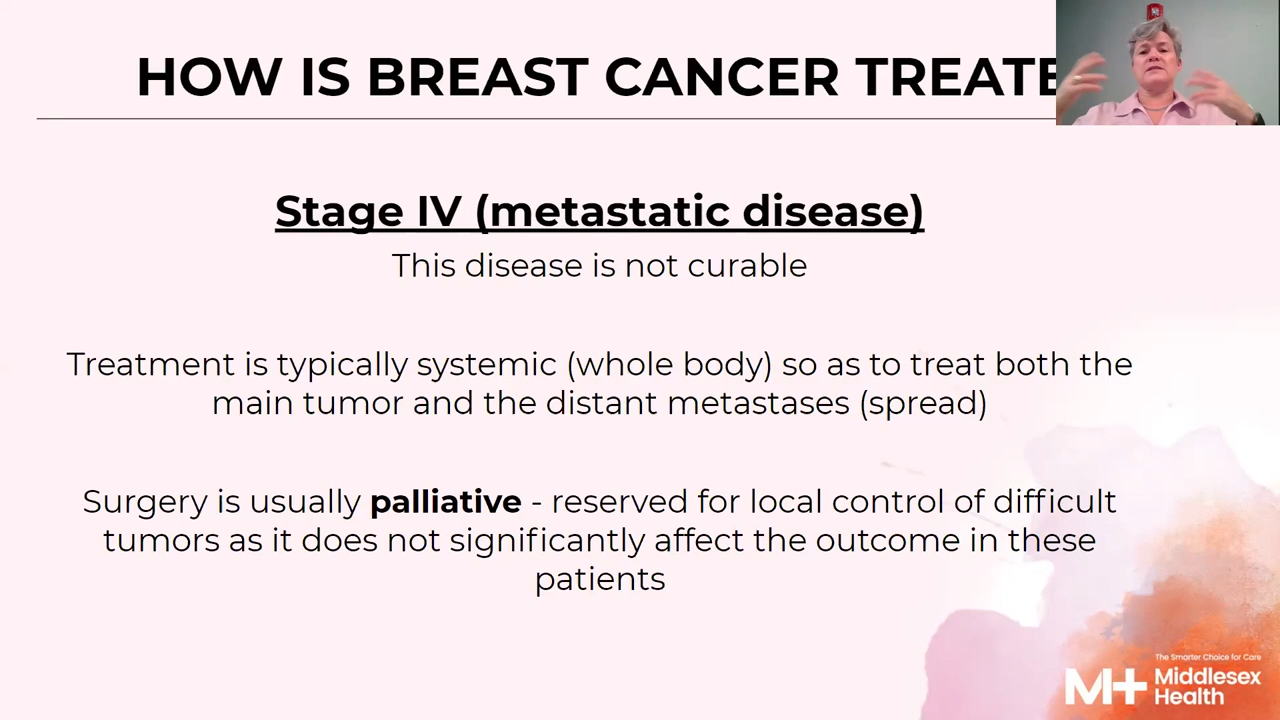 HOW IS BREAST CANCER TREATE
Stage IV (metastatic disease)
This disease is not curable
Treatment is typically systemic (whole body) so as to treat both the
main tumor and the distant metastases (spread)
Surgery is usually palliative - reserved for local control of difficult
tumors as it does not significantly affect the outcome in these
patients
The Smarter Choice for Care
M+ Middlesex
Health